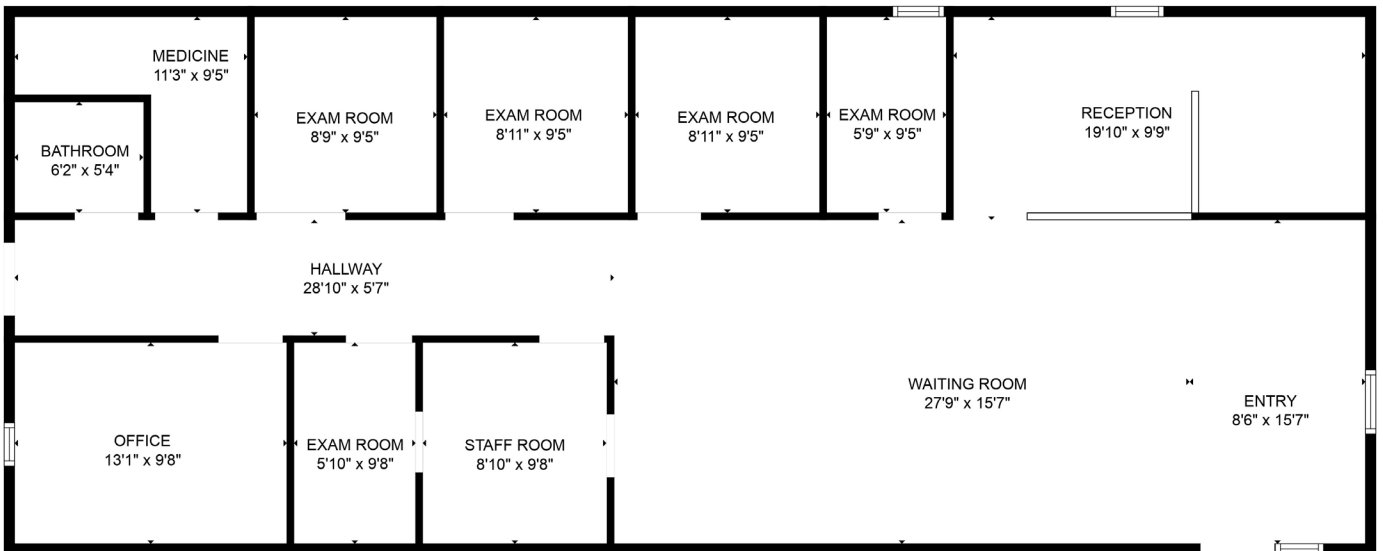 MEDICINE
11'3" x 9'5"
EXAM ROOM
8'9" x 9'5"
EXAM ROOM
8'11" x 9'5"
EXAM ROOM
8'11" x 9'5"
EXAM ROOM
5'9" x 9'5"
RECEPTION
19'10" x 9'9"
BATHROOM
6'2" x 5'4"
HALLWAY
28'10" x 5'7"
WAITING ROOM
27'9" x 15'7"
ENTRY
8'6" x 15'7"
OFFICE
13'1" x 9'8"
EXAM ROOM
5'10" x 9'8"
STAFF ROOM
8'10" x 9'8"